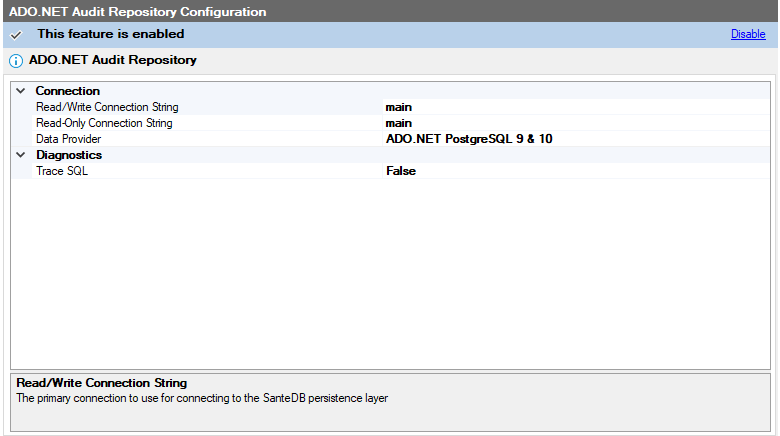 ADO.NET Audit Repository Configuration
This feature is enabled Disable
ADO.NET Audit Repository
Connection
Read/Write Connection String main
Read-Only Connection String main
Data Provider ADO.NET PostgreSQL 9 & 10
Diagnostics
Trace SQL False
Read/Write Connection String
The primary connection to use for connecting to the SanteDB persistence layer